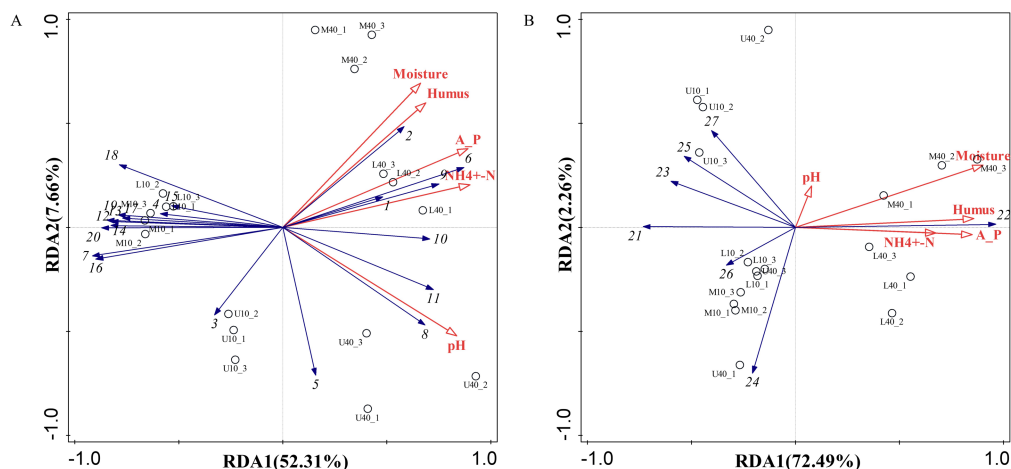 A
B
1.0
M40_1
M40_3
M40_2
Moisture
Humus
2
A_P
6
18
L40_3
L40_2
9
NH4+-N
L10_2
L10_3
15
M10_3
4
1
19
13
17
12
14
L40_1
M10_1
M10_2
20
10
7
16
11
3
U10_2
U10_1
U10_3
8
pH
U40_3
5
U40_2
U40_1
RDA2(7.66%)
-1.0
-1.0
RDA1(52.31%)
1.0
1.0
U40_2
U10_1
U10_2
27
25
U10_3
23
pH
M40_2
Moisture
M40_3
M40_1
Humus
22
21
NH4+-N
A_P
L40_3
L10_2
L10_3
26
U40_3
L10_1
L40_1
M10_3
M10_1
M10_2
L40_2
U40_1
24
RDA2(2.26%)
-1.0
-1.0
RDA1(72.49%)
1.0